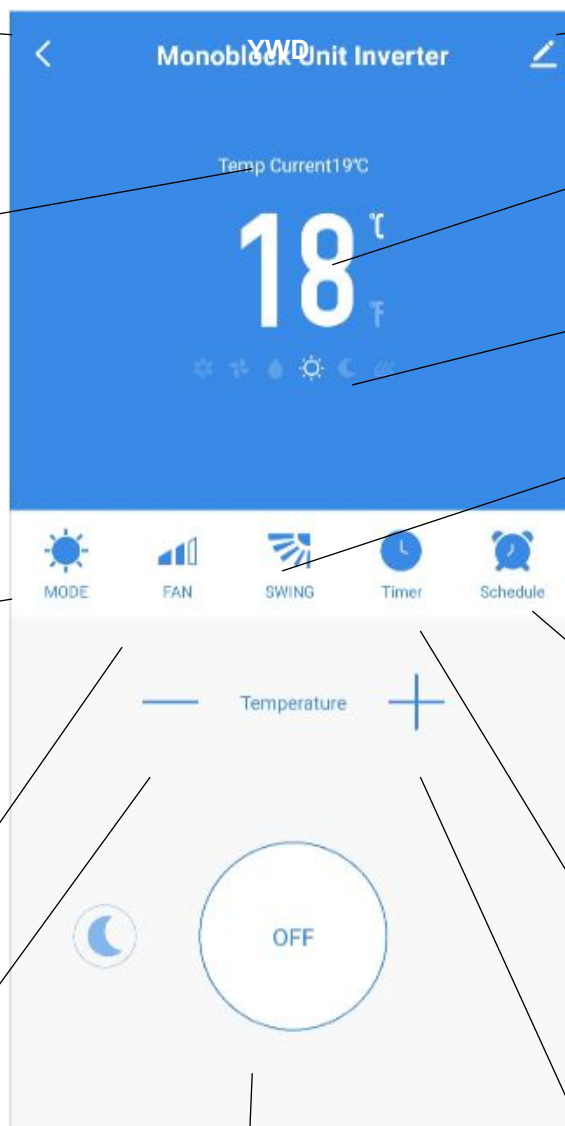 YWD
Monoblock Unit Inverter
Temp Current19℃
18 ℃
℉
MODE FAN SWING Timer Schedule
Temperature
OFF